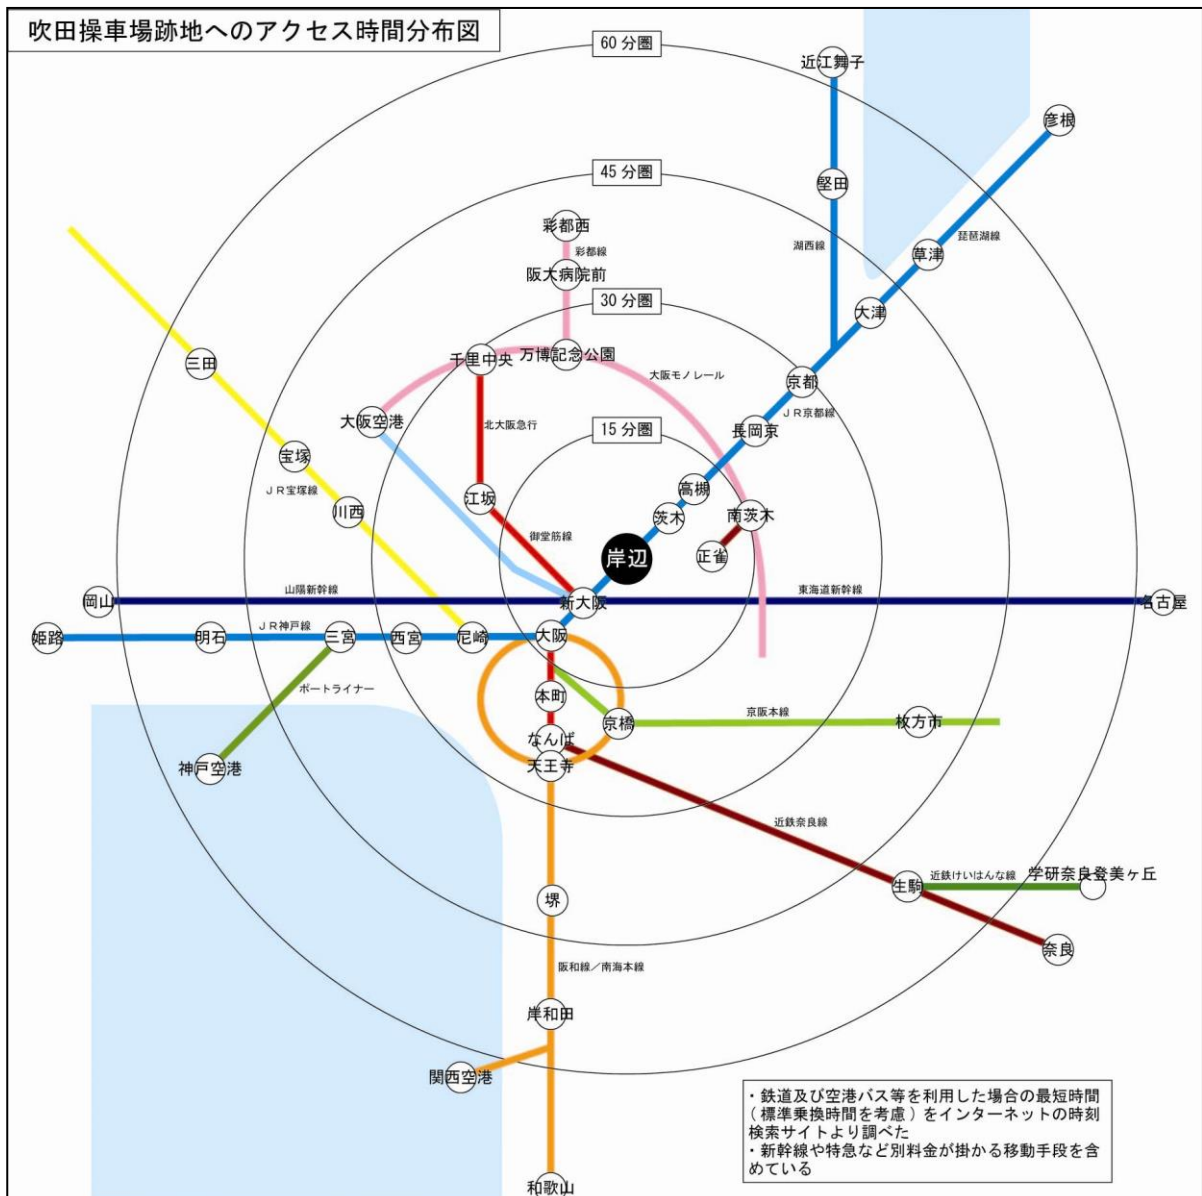 吹田操車場跡地へのアクセス時間分布図
60分圏
近江舞子
彦根
45分圏
堅田
彩都西
彩都線
湖西線
琵琶湖線
草津
阪大病院前
30分圏
大津
三田
千里中央
万博記念公園
大阪モノレール
京都
JR京都線
大阪空港
北大阪急行
15分圏
長岡京
宝塚
JR宝塚線
川西
江坂
高槻
茨木
南茨木
御堂筋線
岸辺
正雀
山陽新幹線
東海道新幹線
岡山
新大阪
名古屋
JR神戸線
姫路
明石
三宮
西宮
尼崎
大阪
ポートライナー
本町
京阪本線
京橋
枚方市
なんば
天王寺
神戸空港
近鉄奈良線
近鉄けいはんな線
学研奈良登美ヶ丘
生駒
堺
奈良
阪和線/南海本線
岸和田
関西空港
和歌山
・鉄道及び空港バス等を利用した場合の最短時間
(標準乗換時間を考慮)をインターネットの時刻
検索サイトより調べた
・新幹線や特急など別料金が掛かる移動手段を含
めている